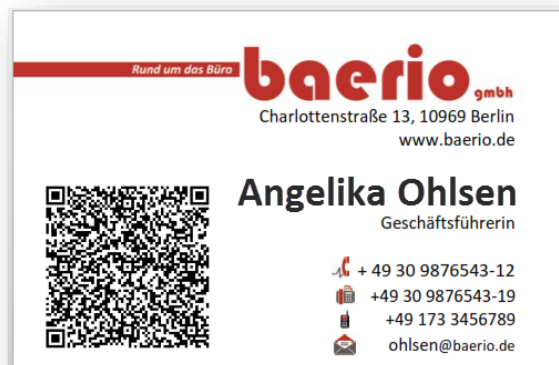 Rund um das Büro
baerio gmbh
Charlottenstraße 13, 10969 Berlin
www.baerio.de
Angelika Ohlsen
Geschäftsführerin
+ 49 30 9876543-12
+49 30 9876543-19
+49 173 3456789
ohlsen@baerio.de